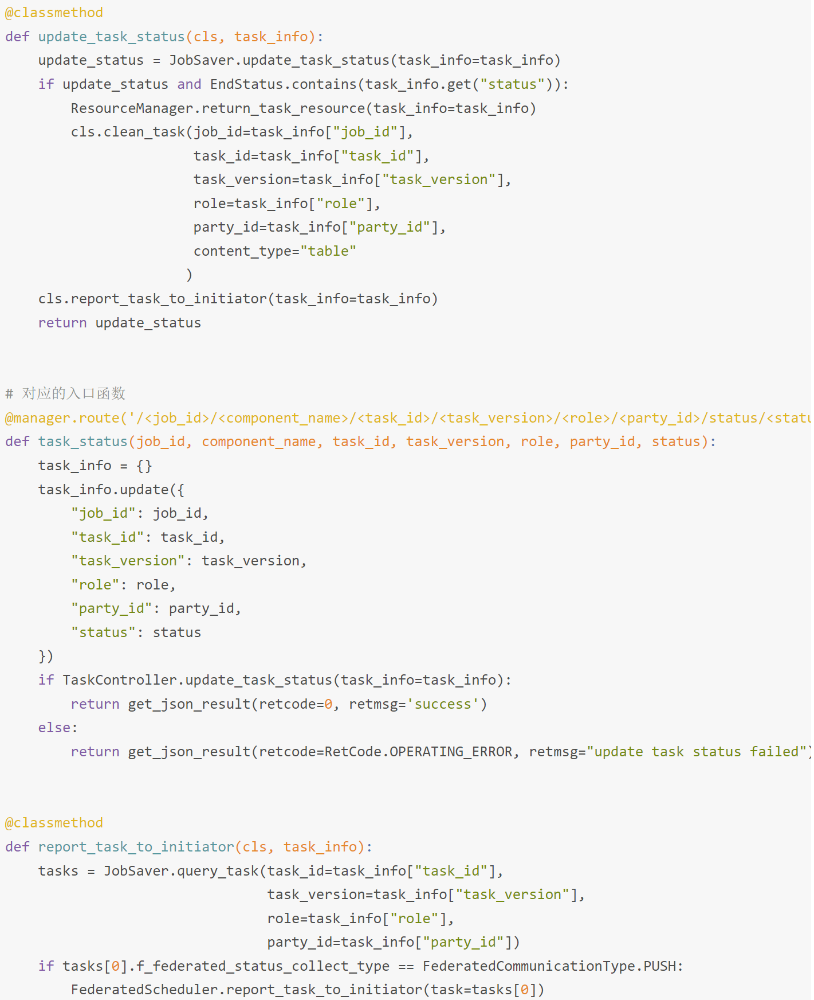 @classmethod
def update_task_status(cls, task_info):
    update_status = JobSaver.update_task_status(task_info=task_info)
    if update_status and EndStatus.contains(task_info.get("status")):
        ResourceManager.return_task_resource(task_info=task_info)
        cls.clean_task(job_id=task_info["job_id"],
                       task_id=task_info["task_id"],
                       task_version=task_info["task_version"],
                       role=task_info["role"],
                       party_id=task_info["party_id"],
                       content_type="table"
                      )
    cls.report_task_to_initiator(task_info=task_info)
    return update_status
# 对应的入口函数
@manager.route('/<job_id>/<component_name>/<task_id>/<task_version>/<role>/<party_id>/status/<statu
def task_status(job_id, component_name, task_id, task_version, role, party_id, status):
    task_info = {}
    task_info.update({
        "job_id": job_id,
        "task_id": task_id,
        "task_version": task_version,
        "role": role,
        "party_id": party_id,
        "status": status
    })
    if TaskController.update_task_status(task_info=task_info):
        return get_json_result(retcode=0, retmsg='success')
    else:
        return get_json_result(retcode=RetCode.OPERATING_ERROR, retmsg="update task status failed")
@classmethod
def report_task_to_initiator(cls, task_info):
    tasks = JobSaver.query_task(task_id=task_info["task_id"],
                                task_version=task_info["task_version"],
                                role=task_info["role"],
                                party_id=task_info["party_id"])
    if tasks[0].f_federated_status_collect_type == FederatedCommunicationType.PUSH:
        FederatedScheduler.report_task_to_initiator(task=tasks[0])